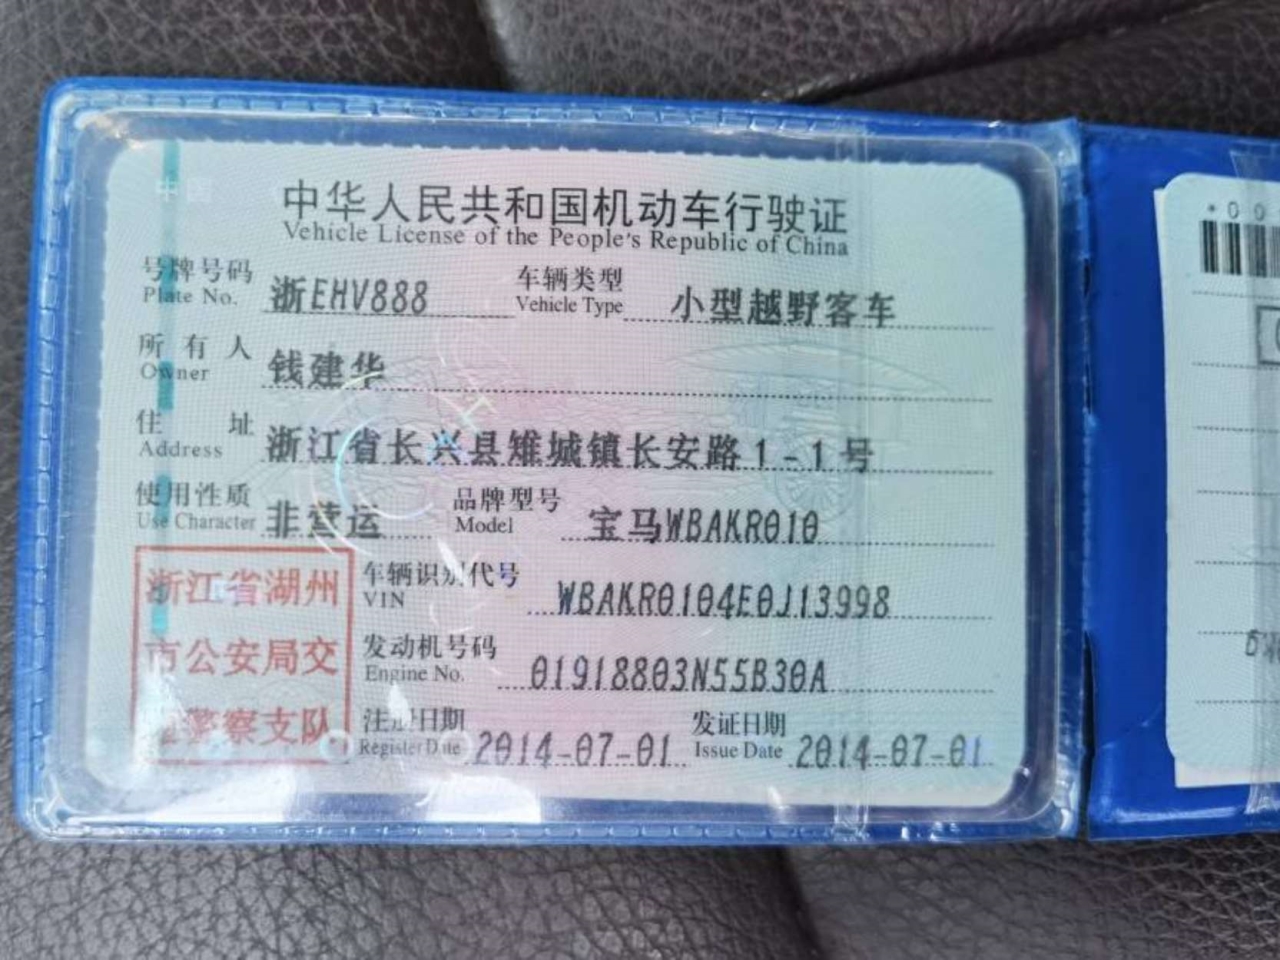 中华人民共和国机动车行驶证
Vehicle License of the People's Republic of China
号牌号码 浙EHV888 车辆类型 小型越野客车
Plate No. Vehicle Type
所有人 钱建华
Owner
住址 浙江省长兴县雉城镇长安路1-1号
Address
使用性质 非营运 品牌型号 宝马WBAKR010
Use Character Model
浙江省湖州
市公安局交
警察支队
车辆识别代号 WBAKR0104E0J13998
VIN
发动机号码 01918803N55B30A
Engine No.
注册日期 2014-07-01 发证日期 2014-07-01
Register Date Issue Date
*00